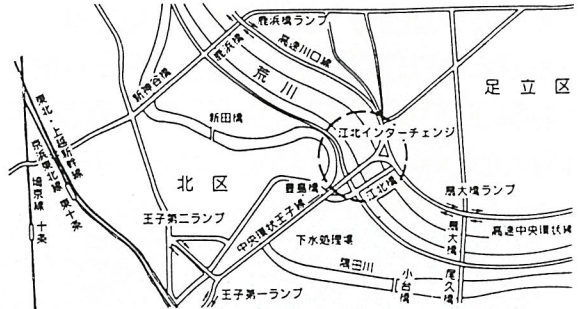 鹿浜橋ランプ
高速川口線
鹿浜橋
荒川
足立区
新神谷橋
新田橋
江北インターチェンジ
東北・上越新幹線
京浜東北線
東十条
埼京線
十条
北区
豊島橋
江北橋
扇大橋ランプ
中央環状王子線
王子第二ランプ
下水処理場
扇大橋
高速中央環状線
隅田川
小台橋
尾久橋
王子第一ランプ